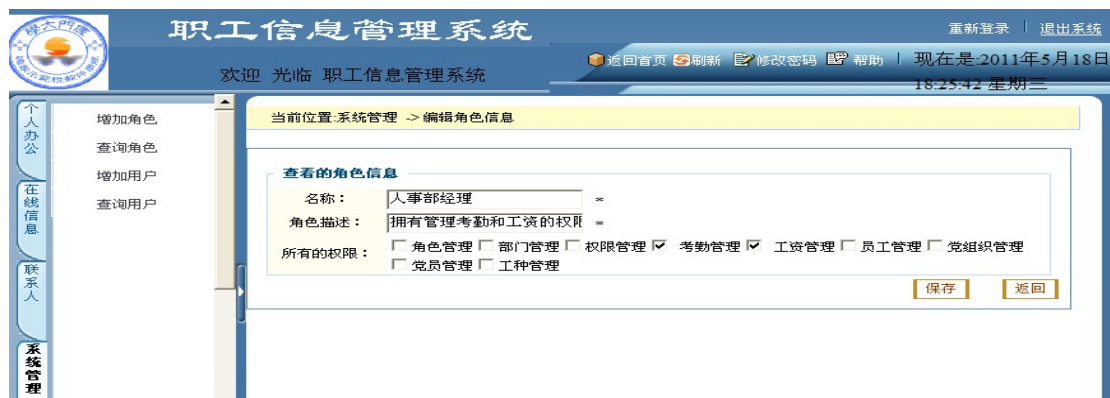 职工信息管理系统
重新登录 | 退出系统
欢迎 光临 职工信息管理系统
返回首页 刷新 修改密码 帮助 | 现在是:2011年5月18日
18:25:42 星期三
个人办公
在线信息
联系人
系统管理
增加角色
查询角色
增加用户
查询用户
当前位置:系统管理 -> 编辑角色信息
查看的角色信息
名称： 人事部经理 *
角色描述： 拥有管理考勤和工资的权限 *
所有的权限： 角色管理 部门管理 权限管理 考勤管理 工资管理 员工管理 党组织管理
党员管理 工种管理
保存 返回